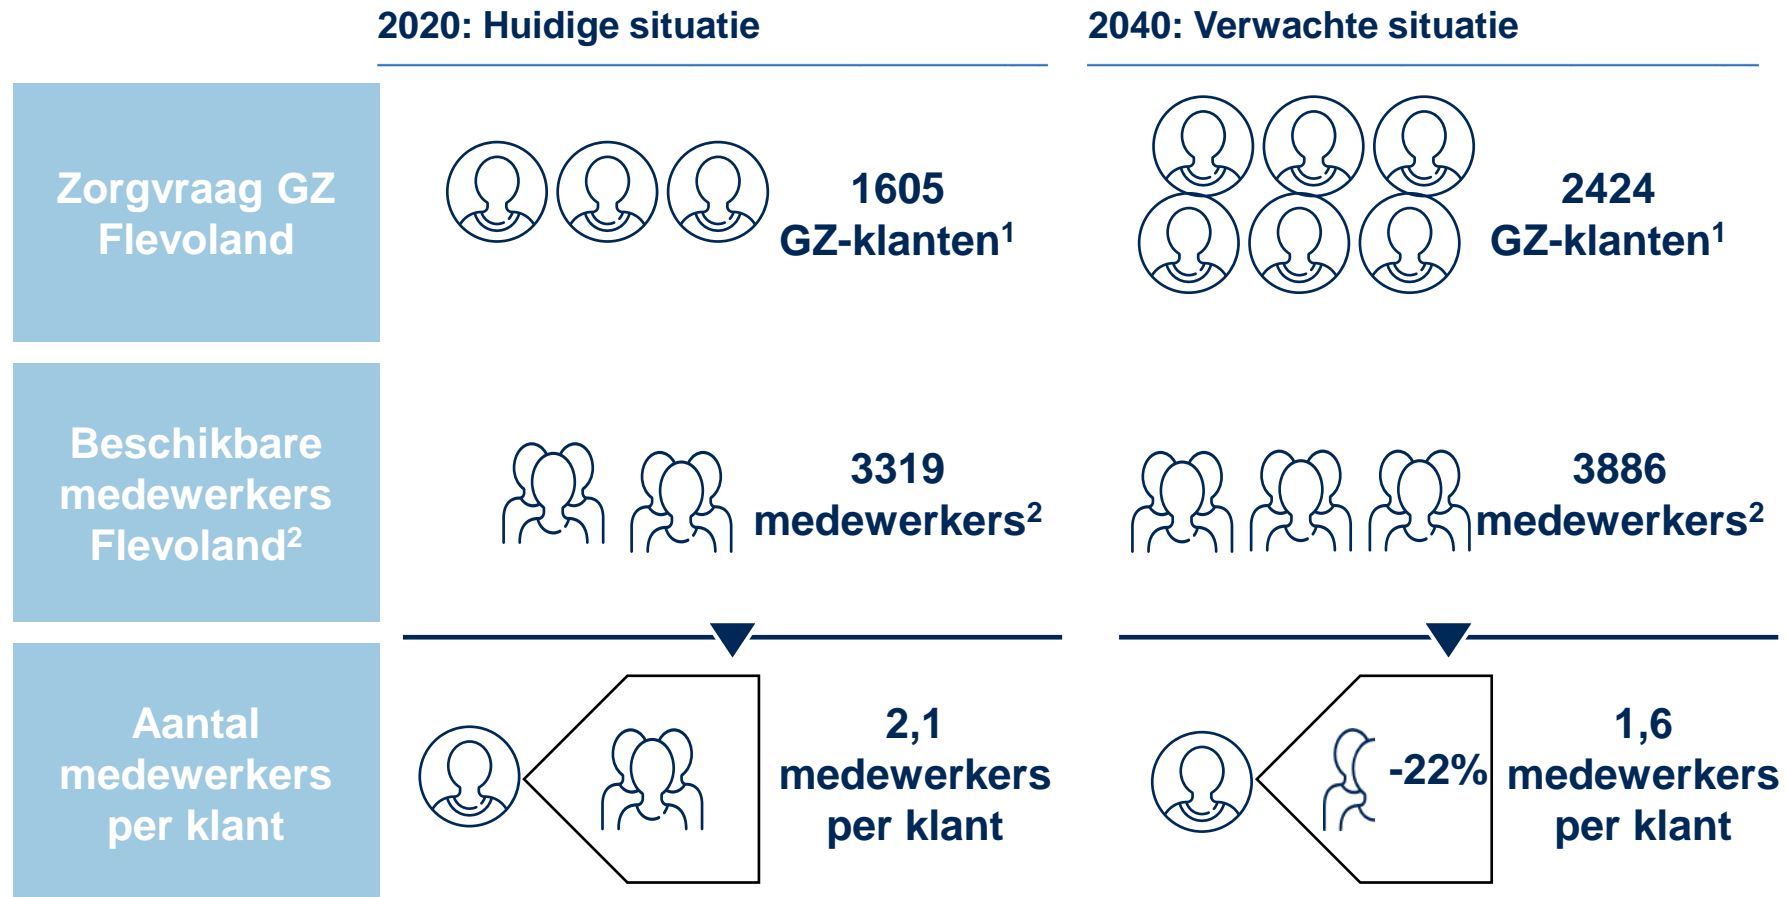 2020: Huidige situatie
2040: Verwachte situatie
Zorgvraag GZ
Flevoland
1605
GZ-klanten¹
2424
GZ-klanten¹
Beschikbare
medewerkers
Flevoland²
3319
medewerkers²
3886
medewerkers²
Aantal
medewerkers
per klant
2,1
medewerkers
per klant
-22%
1,6
medewerkers
per klant